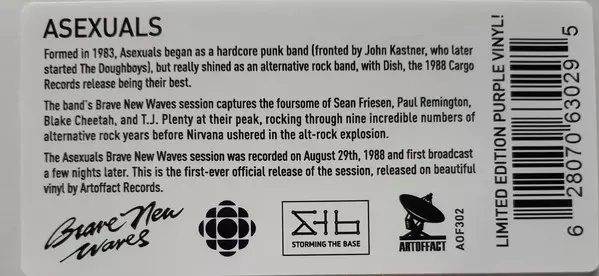 ASEXUALS
Formed in 1983, Asexuals began as a hardcore punk band (fronted by John Kastner, who later
started The Doughboys), but really shined as an alternative rock band, with Dish, the 1988 Cargo
Records release being their best.
The band's Brave New Waves session captures the foursome of Sean Friesen, Paul Remington,
Blake Cheetah, and T.J. Plenty at their peak, rocking through nine incredible numbers of
alternative rock years before Nirvana ushered in the alt-rock explosion.
The Asexuals Brave New Waves session was recorded on August 29th, 1988 and first broadcast
a few nights later. This is the first-ever official release of the session, released on beautiful
vinyl by Artoffact Records.
Brave New
Waves
STB
STORMING THE BASE
ARTOFFACT
AOF302
LIMITED EDITION PURPLE VINYL!
6 28070 63029 5